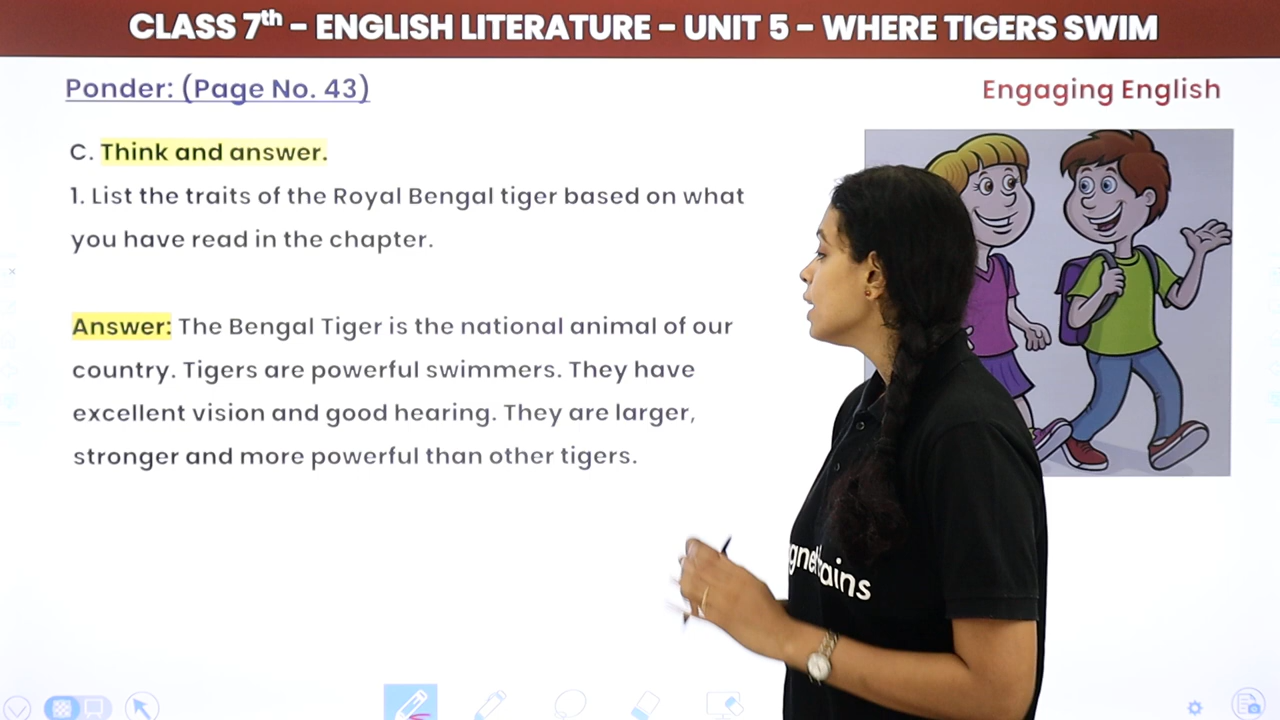 CLASS 7th – ENGLISH LITERATURE – UNIT 5 – WHERE TIGERS SWIM
Ponder: (Page No. 43)
Engaging English
C. Think and answer.
1. List the traits of the Royal Bengal tiger based on what
you have read in the chapter.
Answer: The Bengal Tiger is the national animal of our
country. Tigers are powerful swimmers. They have
excellent vision and good hearing. They are larger,
stronger and more powerful than other tigers.